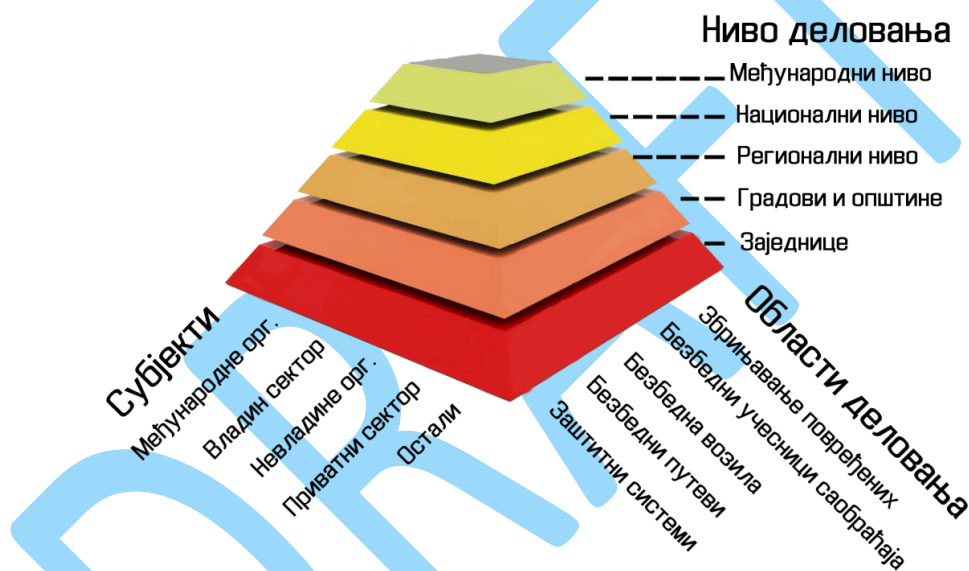 Ниво деловања
Међународни ниво
Национални ниво
Регионални ниво
Градови и општине
Заједнице
Субјекти
Међународне орг.
Владин сектор
Невладине орг.
Приватни сектор
Остали
Области деловања
Збрињавање повређених
Безбедни учесници саобраћаја
Безбедна возила
Безбедни путеви
Заштитни системи
DRAFT